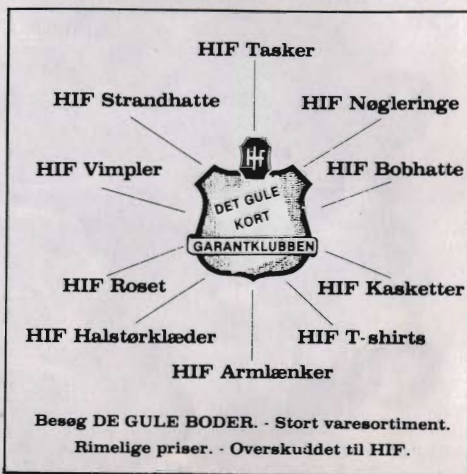 HIF Tasker
HIF Strandhatte
HIF Nøgleringe
HIF Vimpler
HIF Bobhatte
HIF
DET GULE
KORT
GARANTKLUBBEN
HIF Roset
HIF Kasketter
HIF Halstørklæder
HIF T-shirts
HIF Armlænker
Besøg DE GULE BODER. - Stort varesortiment.
Rimelige priser. - Overskuddet til HIF.